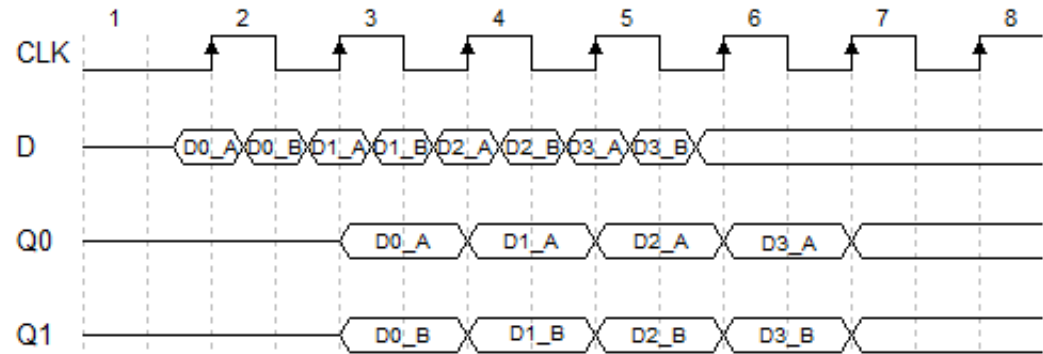 1 2 3 4 5 6 7 8
CLK
D D0_A D0_B D1_A D1_B D2_A D2_B D3_A D3_B
Q0 D0_A D1_A D2_A D3_A
Q1 D0_B D1_B D2_B D3_B